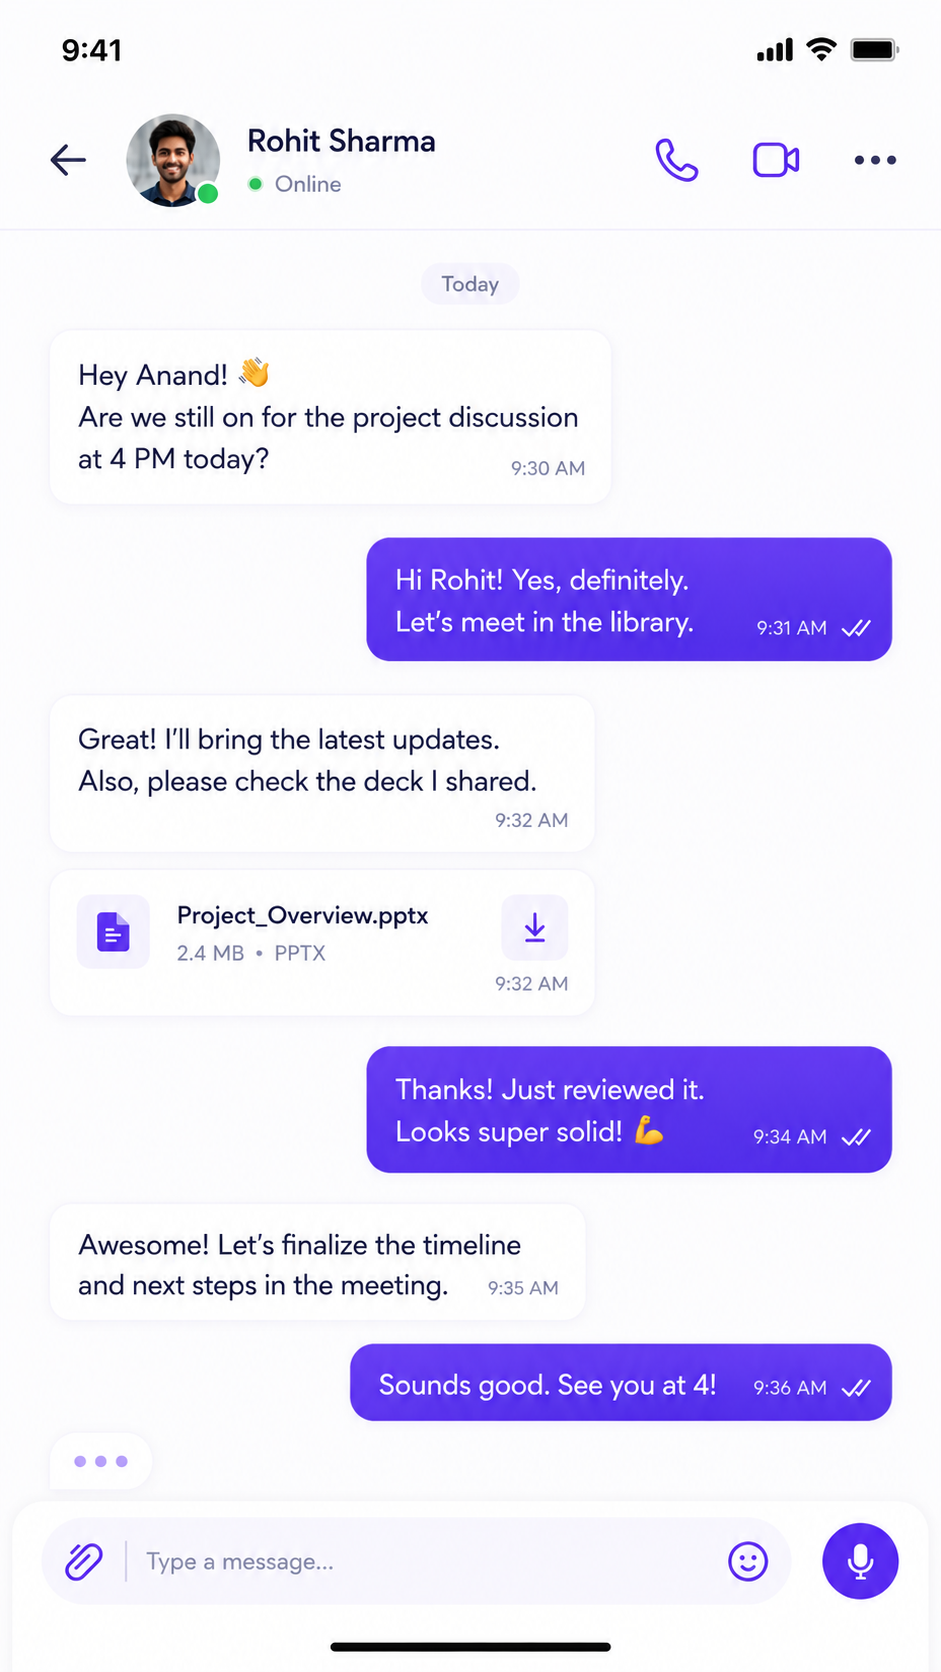 9:41
Rohit Sharma
Online
Today
Hey Anand! 👋
Are we still on for the project discussion
at 4 PM today?
9:30 AM
Hi Rohit! Yes, definitely.
Let’s meet in the library.
9:31 AM
Great! I’ll bring the latest updates.
Also, please check the deck I shared.
9:32 AM
Project_Overview.pptx
2.4 MB • PPTX
9:32 AM
Thanks! Just reviewed it.
Looks super solid! 💪
9:34 AM
Awesome! Let’s finalize the timeline
and next steps in the meeting.
9:35 AM
Sounds good. See you at 4!
9:36 AM
Type a message...